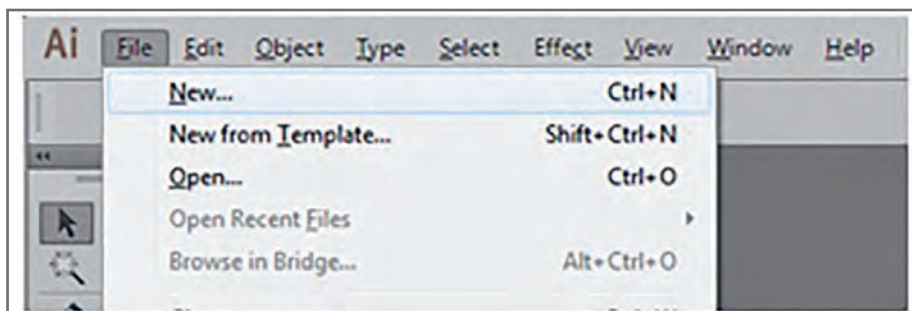 Ai File Edit Object Type Select Effect View Window Help
New... Ctrl+N
New from Template... Shift+Ctrl+N
Open... Ctrl+O
Open Recent Files
Browse in Bridge... Alt+Ctrl+O